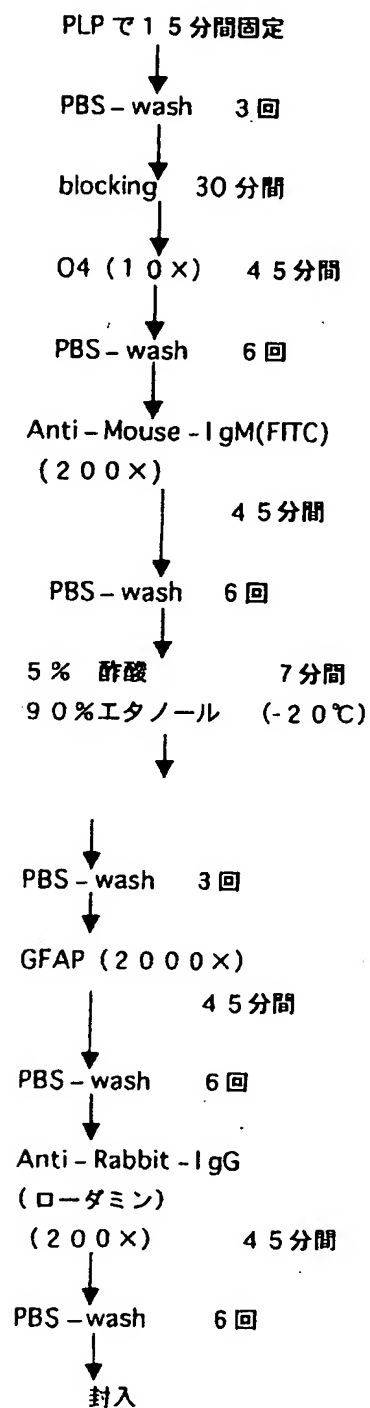 PLPで15分間固定
PBS-wash 3回
blocking 30分間
O4(10×) 45分間
PBS-wash 6回
Anti-Mouse-IgM(FITC)
(200×)
45分間
PBS-wash 6回
5% 酢酸 7分間
90%エタノール (-20℃)
PBS-wash 3回
GFAP(2000×)
45分間
PBS-wash 6回
Anti-Rabbit-IgG
(ローダミン)
(200×) 45分間
PBS-wash 6回
封入